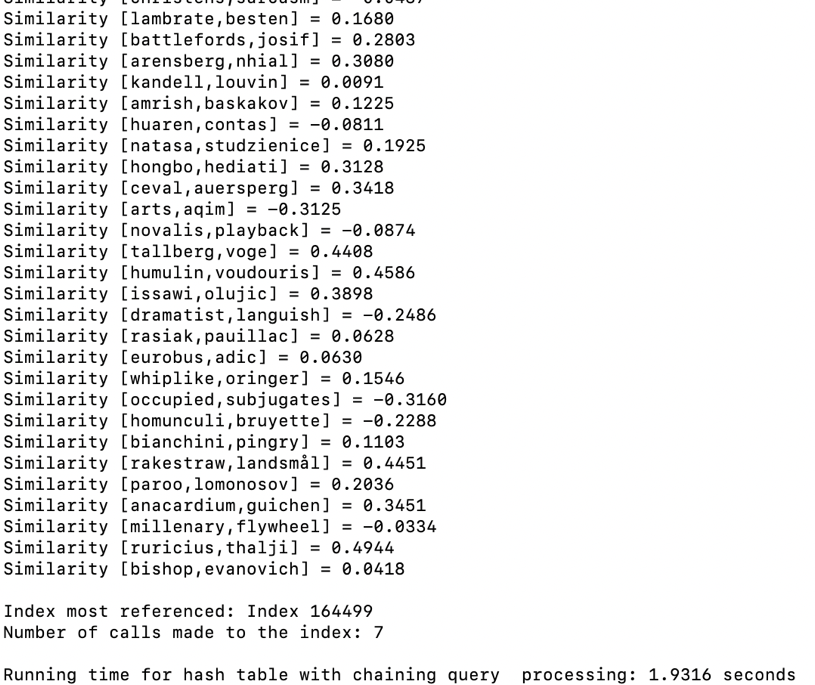 Similarity [lambrate,besten] = 0.1680
Similarity [battlefords,josif] = 0.2803
Similarity [arensberg,nhial] = 0.3080
Similarity [kandell,louvin] = 0.0091
Similarity [amrish,baskakov] = 0.1225
Similarity [huaren,contas] = -0.0811
Similarity [natasa,studzienice] = 0.1925
Similarity [hongbo,hediati] = 0.3128
Similarity [ceval,auersperg] = 0.3418
Similarity [arts,aqim] = -0.3125
Similarity [novalis,playback] = -0.0874
Similarity [tallberg,voge] = 0.4408
Similarity [humulin,voudouris] = 0.4586
Similarity [issawi,olujic] = 0.3898
Similarity [dramatist,languish] = -0.2486
Similarity [rasiak,pauillac] = 0.0628
Similarity [eurobus,adic] = 0.0630
Similarity [whiplike,oringer] = 0.1546
Similarity [occupied,subjugates] = -0.3160
Similarity [homunculi,bruyette] = -0.2288
Similarity [bianchini,pingry] = 0.1103
Similarity [rakestraw,landsmål] = 0.4451
Similarity [paroo,lomonosov] = 0.2036
Similarity [anacardium,guichen] = 0.3451
Similarity [millenary,flywheel] = -0.0334
Similarity [ruricius,thalji] = 0.4944
Similarity [bishop,evanovich] = 0.0418
Index most referenced: Index 164499
Number of calls made to the index: 7
Running time for hash table with chaining query  processing: 1.9316 seconds